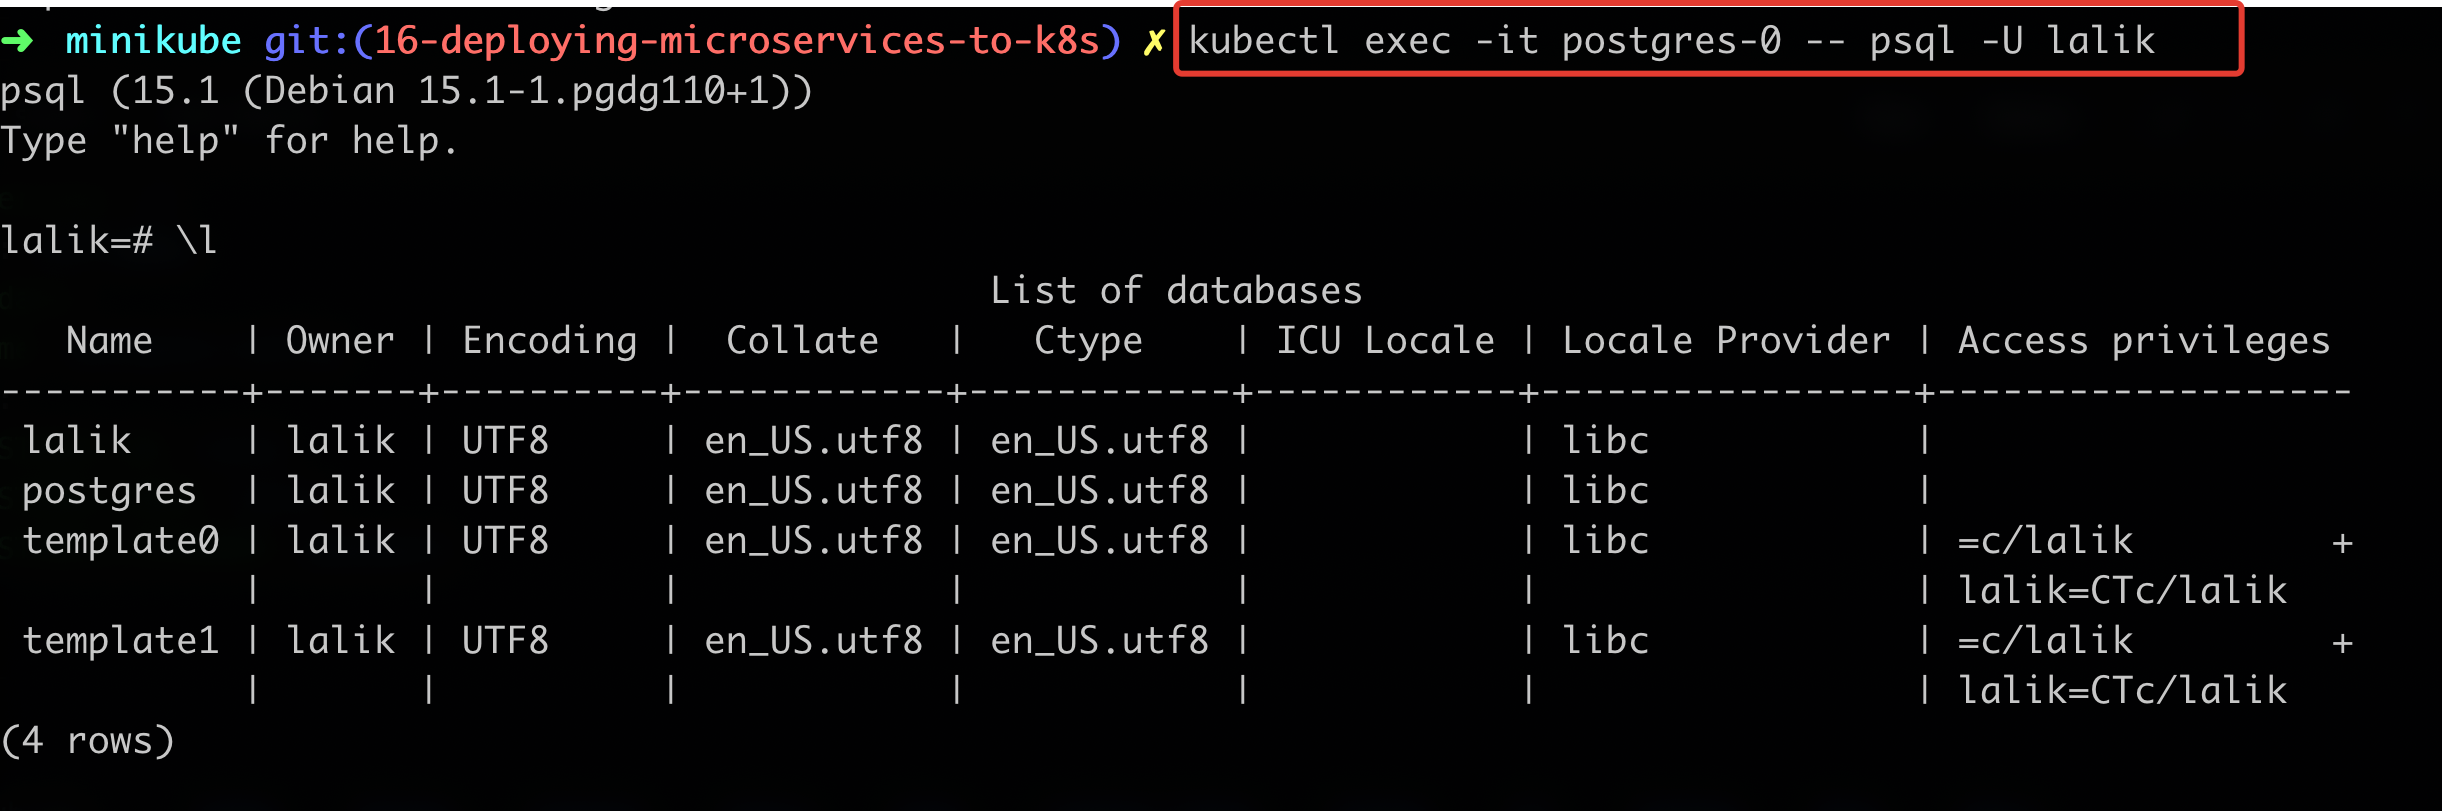 ➜ minikube git:(16-deploying-microservices-to-k8s) ✗ kubectl exec -it postgres-0 -- psql -U lalik
psql (15.1 (Debian 15.1-1.pgdg110+1))
Type "help" for help.
lalik=# \l
                                             List of databases
   Name    | Owner | Encoding |  Collate   |   Ctype    | ICU Locale | Locale Provider | Access privileges
-----------+-------+----------+------------+------------+------------+-----------------+-------------------
 lalik     | lalik | UTF8     | en_US.utf8 | en_US.utf8 |            | libc            |
 postgres  | lalik | UTF8     | en_US.utf8 | en_US.utf8 |            | libc            |
 template0 | lalik | UTF8     | en_US.utf8 | en_US.utf8 |            | libc            | =c/lalik         +
           |       |          |            |            |            |                 | lalik=CTc/lalik
 template1 | lalik | UTF8     | en_US.utf8 | en_US.utf8 |            | libc            | =c/lalik         +
           |       |          |            |            |            |                 | lalik=CTc/lalik
(4 rows)